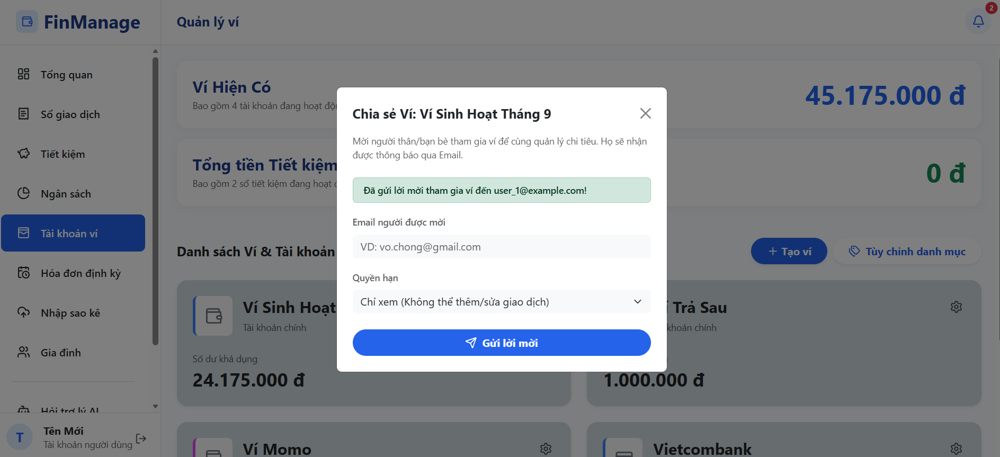 FinManage
Quản lý ví
2
Tổng quan
Sổ giao dịch
Tiết kiệm
Ngân sách
Tài khoản ví
Hóa đơn định kỳ
Nhập sao kê
Gia đình
Hỏi trợ lý AI
T
Tên Mới
Tài khoản người dùng
Ví Hiện Có
45.175.000 đ
Bao gồm 4 tài khoản đang hoạt độn
Tổng tiền Tiết kiệm
0 đ
Bao gồm 2 sổ tiết kiệm đang hoạt
Danh sách Ví & Tài khoản
Tạo ví
Tùy chỉnh danh mục
Ví Sinh Hoạt
Tài khoản chính
Số dư khả dụng
24.175.000 đ
Trả Sau
khoản chính
1.000.000 đ
Ví Momo
Vietcombank
Chia sẻ Ví: Ví Sinh Hoạt Tháng 9
Mời người thân/bạn bè tham gia ví để cùng quản lý chi tiêu. Họ sẽ nhận
được thông báo qua Email.
Đã gửi lời mời tham gia ví đến user_1@example.com!
Email người được mời
VD: vo.chong@gmail.com
Quyền hạn
Chỉ xem (Không thể thêm/sửa giao dịch)
Gửi lời mời